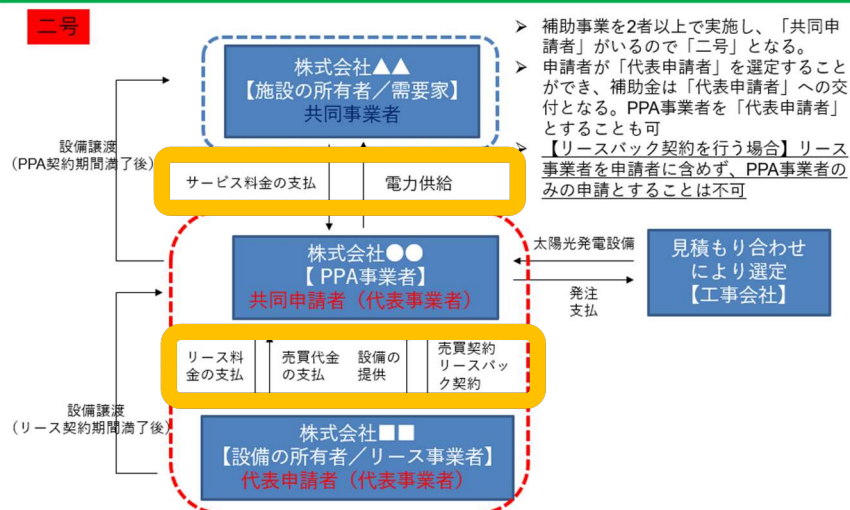 二号
➢ 補助事業を2者以上で実施し、「共同申
請者」がいるので「二号」となる。
➢ 申請者が「代表申請者」を選定すること
ができ、補助金は「代表申請者」への交
付となる。PPA事業者を「代表申請者」
とすることも可
➢ 【リースバック契約を行う場合】リース
事業者を申請者に含めず、PPA事業者の
みの申請とすることは不可
株式会社▲▲
【施設の所有者／需要家】
共同事業者
設備譲渡
（PPA契約期間満了後）
サービス料金の支払
電力供給
株式会社●●
【 PPA事業者】
共同申請者（代表事業者）
太陽光発電設備
発注
支払
見積もり合わせ
により選定
【工事会社】
リース料
金の支払
売買代金
の支払
設備の
提供
売買契約
リースバッ
ク契約
設備譲渡
（リース契約期間満了後）
株式会社■■
【設備の所有者／リース事業者】
代表申請者（代表事業者）